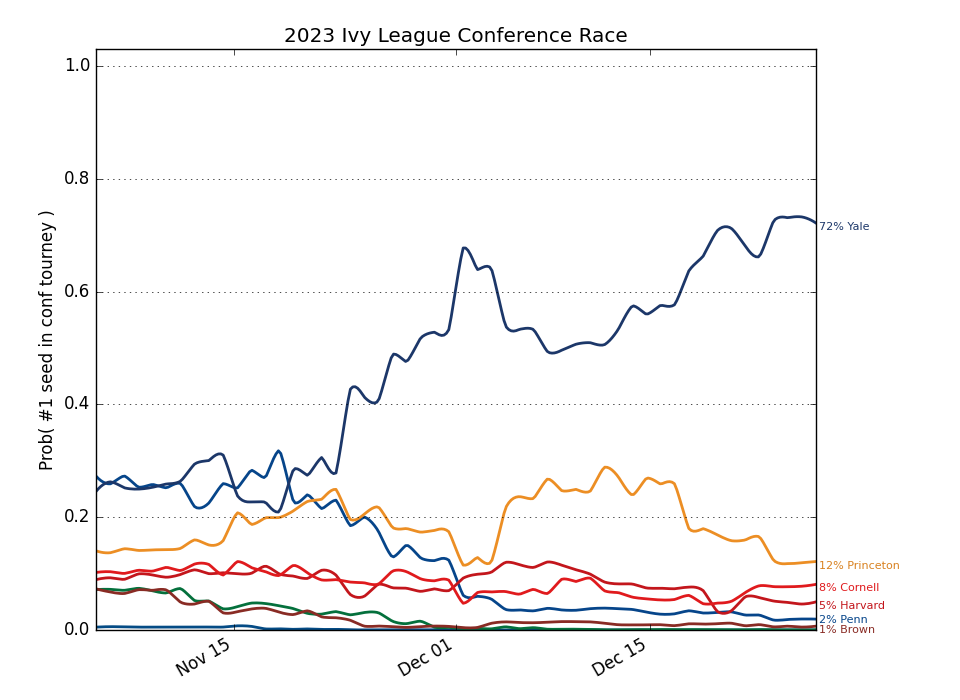 2023 Ivy League Conference Race
Prob( #1 seed in conf tourney )
1.0
0.8
0.6
0.4
0.2
0.0
72% Yale
12% Princeton
8% Cornell
5% Harvard
2% Penn
1% Brown
Nov 15
Dec 01
Dec 15